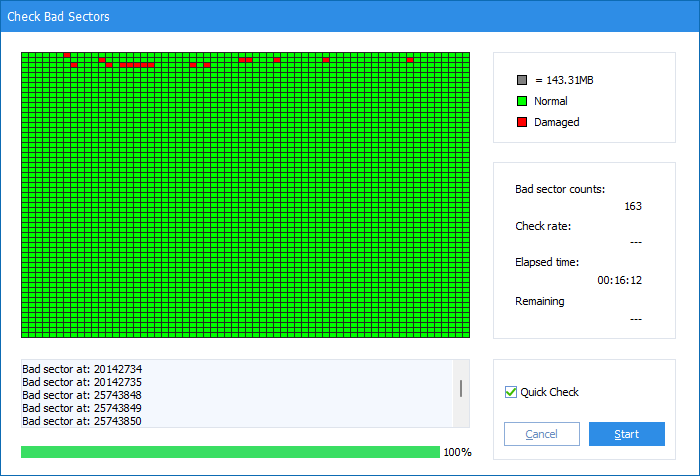 Check Bad Sectors
= 143.31MB
Normal
Damaged
Bad sector counts:
163
Check rate:
---
Elapsed time:
00:16:12
Remaining
---
Bad sector at: 20142734
Bad sector at: 20142735
Bad sector at: 25743848
Bad sector at: 25743849
Bad sector at: 25743850
100%
Quick Check
Cancel
Start